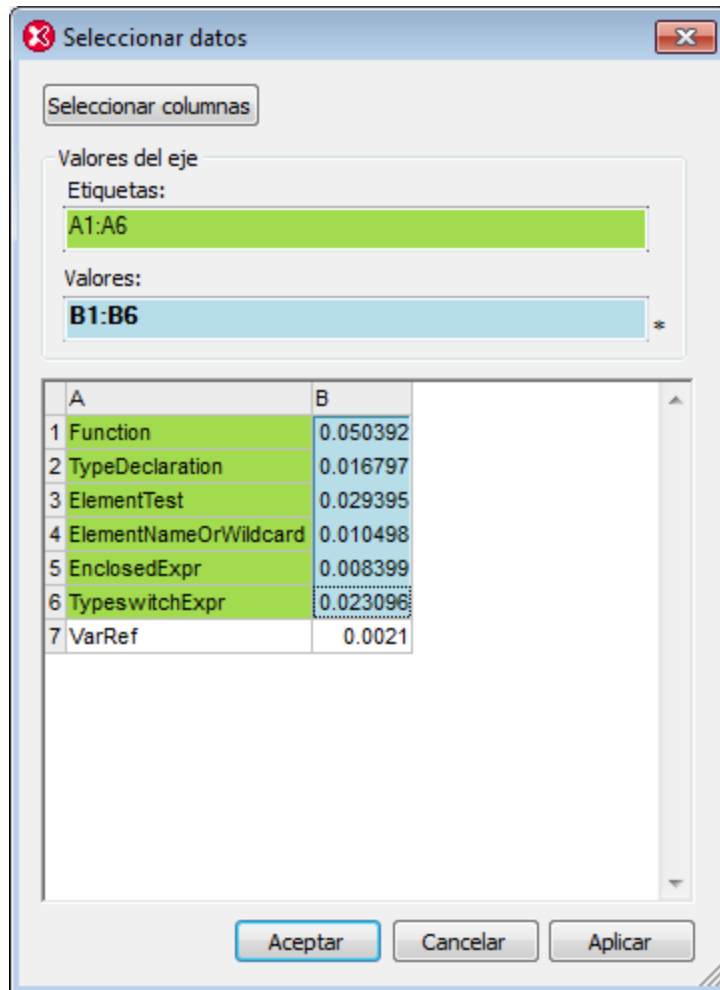 Seleccionar datos
Seleccionar columnas
Valores del eje
Etiquetas:
A1:A6
Valores:
B1:B6
*
A B
1 Function 0.050392
2 TypeDeclaration 0.016797
3 ElementTest 0.029395
4 ElementNameOrWildcard 0.010498
5 EnclosedExpr 0.008399
6 TypeswitchExpr 0.023096
7 VarRef 0.0021
Aceptar Cancelar Aplicar